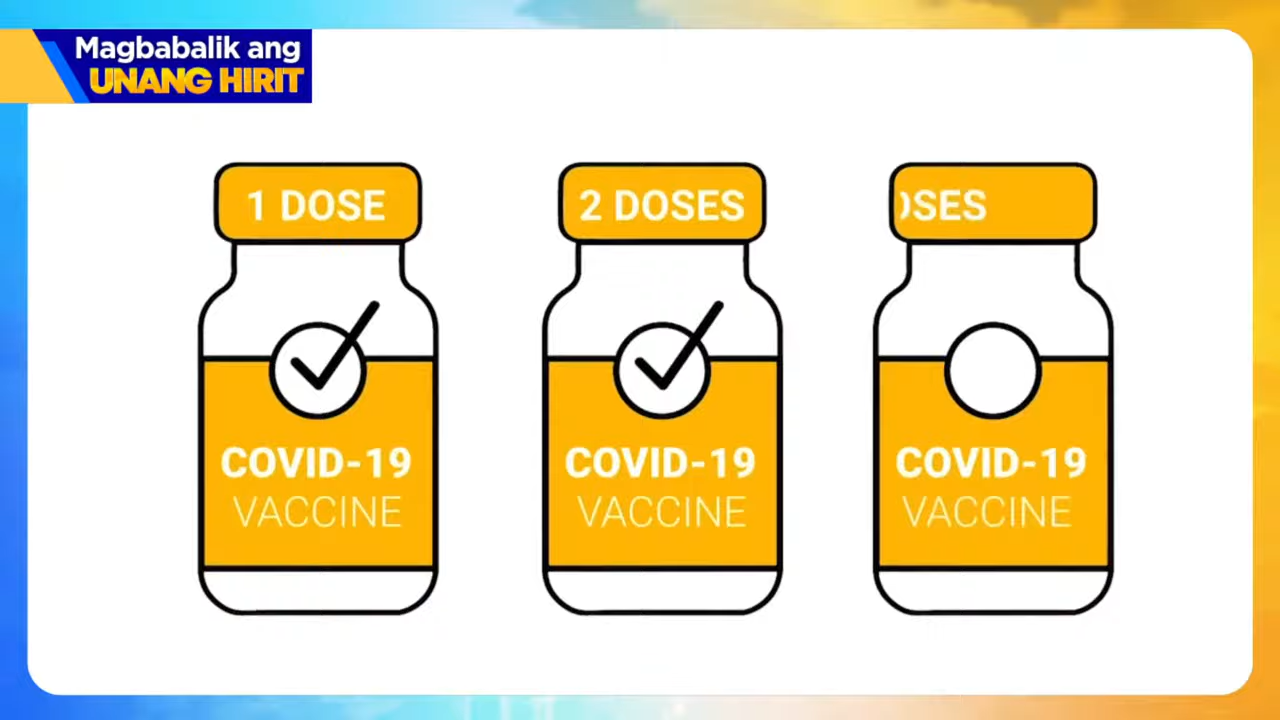 Magbabalik ang
UNANG HIRIT
1 DOSE
2 DOSES
COVID-19
VACCINE
COVID-19
VACCINE
COVID-19
VACCINE